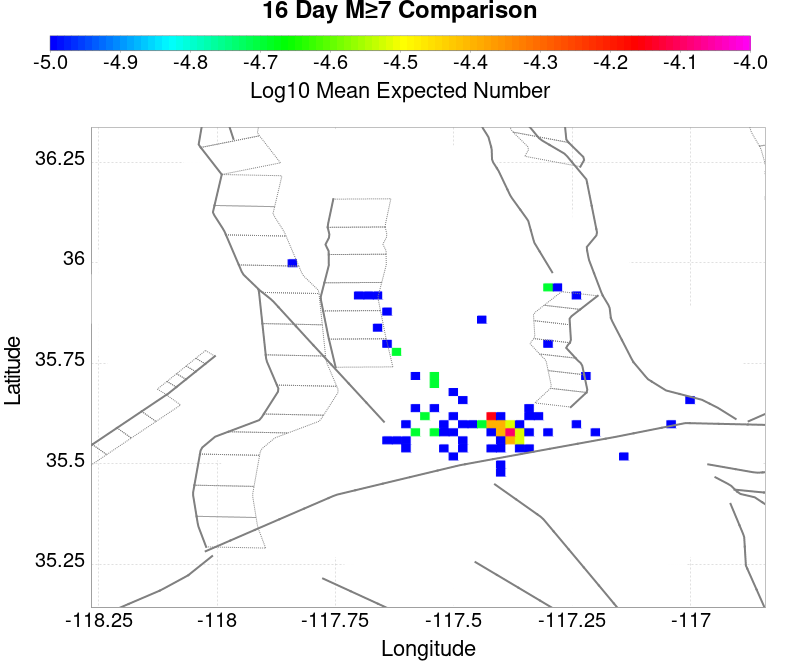 16 Day M≥7 Comparison
-5.0 -4.9 -4.8 -4.7 -4.6 -4.5 -4.4 -4.3 -4.2 -4.1 -4.0
Log10 Mean Expected Number
36.25
36
35.75
35.5
35.25
Latitude
-118.25 -118 -117.75 -117.5 -117.25 -117
Longitude